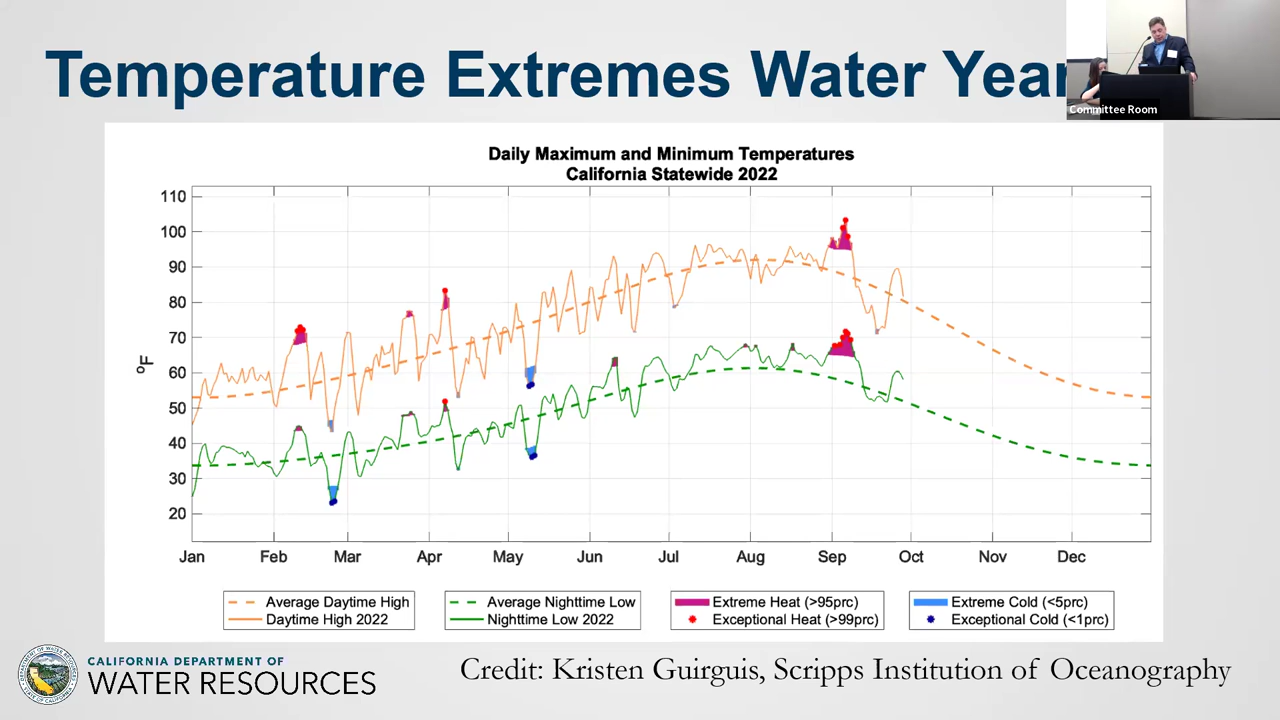 Temperature Extremes Water Year
Committee Room
Daily Maximum and Minimum Temperatures
California Statewide 2022
110
100
90
80
70
60
50
40
30
20
°F
Jan Feb Mar Apr May Jun Jul Aug Sep Oct Nov Dec
Average Daytime High
Daytime High 2022
Average Nighttime Low
Nighttime Low 2022
Extreme Heat (>95prc)
Exceptional Heat (>99prc)
Extreme Cold (<5prc)
Exceptional Cold (<1prc)
CALIFORNIA DEPARTMENT OF
WATER RESOURCES
Credit: Kristen Guirguis, Scripps Institution of Oceanography